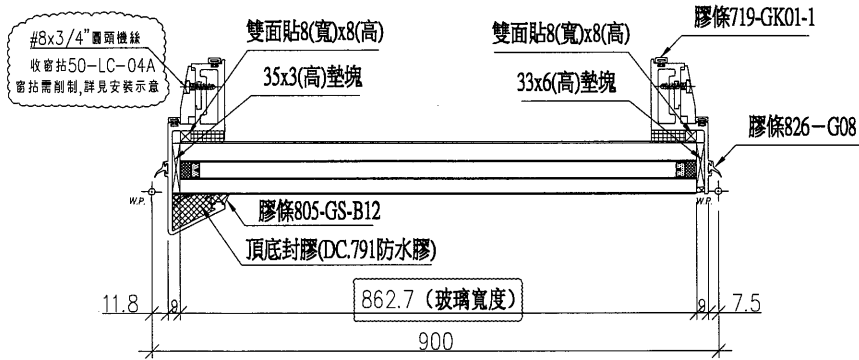 #8x3/4"圓頭機絲
收窗拈50-LC-04A
窗拈需削制,詳見安裝示意
雙面貼8(寬)x8(高)
35x3(高)墊塊
雙面貼8(寬)x8(高)
33x6(高)墊塊
膠條719-GK01-1
膠條826-G08
W.P.
W.P.
膠條805-GS-B12
頂底封膠(DC.791防水膠)
11.8
9
862.7 (玻璃寬度)
9
7.5
900